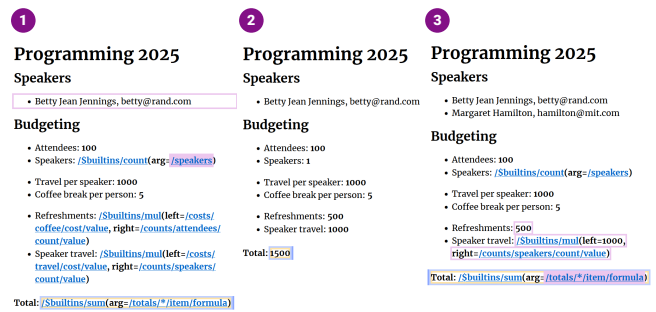 1
Programming 2025
Speakers
• Betty Jean Jennings, betty@rand.com
Budgeting
• Attendees: 100
• Speakers: /$builtins/count(arg=/speakers)
• Travel per speaker: 1000
• Coffee break per person: 5
• Refreshments: /$builtins/mul(left=/costs/
coffee/cost/value, right=/counts/attendees/
count/value)
• Speaker travel: /$builtins/mul(left=/costs/
travel/cost/value, right=/counts/speakers/
count/value)
Total: /$builtins/sum(arg=/totals/*/item/formula)
2
Programming 2025
Speakers
• Betty Jean Jennings, betty@rand.com
Budgeting
• Attendees: 100
• Speakers: 1
• Travel per speaker: 1000
• Coffee break per person: 5
• Refreshments: 500
• Speaker travel: 1000
Total: 1500
3
Programming 2025
Speakers
• Betty Jean Jennings, betty@rand.com
• Margaret Hamilton, hamilton@mit.com
Budgeting
• Attendees: 100
• Speakers: /$builtins/count(arg=/speakers)
• Travel per speaker: 1000
• Coffee break per person: 5
• Refreshments: 500
• Speaker travel: /$builtins/mul(left=1000,
right=/counts/speakers/count/value)
Total: /$builtins/sum(arg=/totals/*/item/formula)